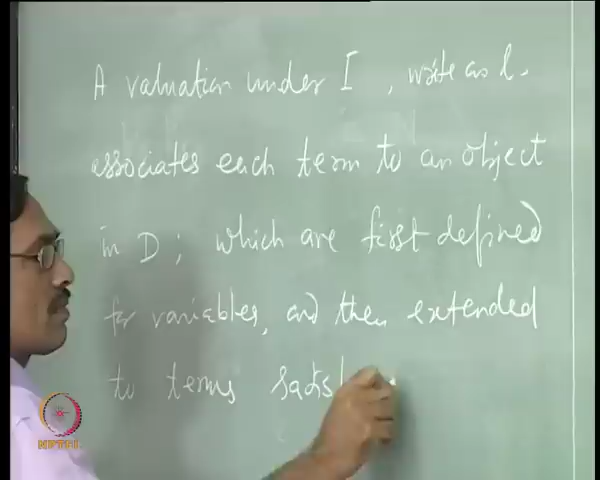 A valuation under I, write as l.
associates each term to an object
in D; which are first defined
for variables, and then extended
to terms satis
NPTEL